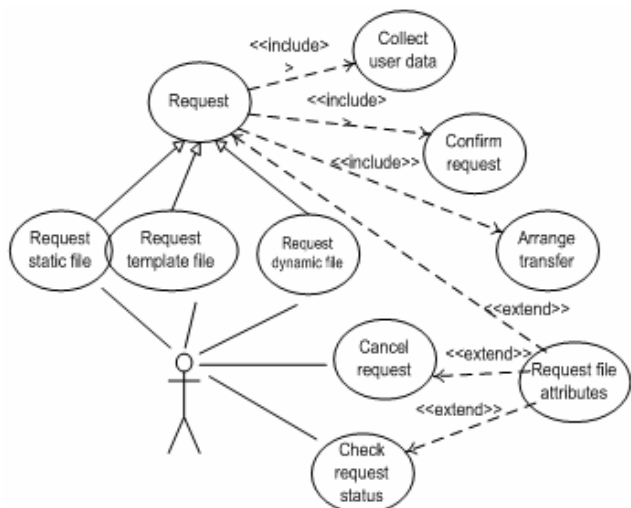 <<include>
>
Collect
user data
Request
<<include>
>
Confirm
request
<<include>>
Arrange
transfer
Request
static file
Request
template file
Request
dynamic file
<<extend>>
Cancel
request
<<extend>>
Request file
attributes
<<extend>>
Check
request
status